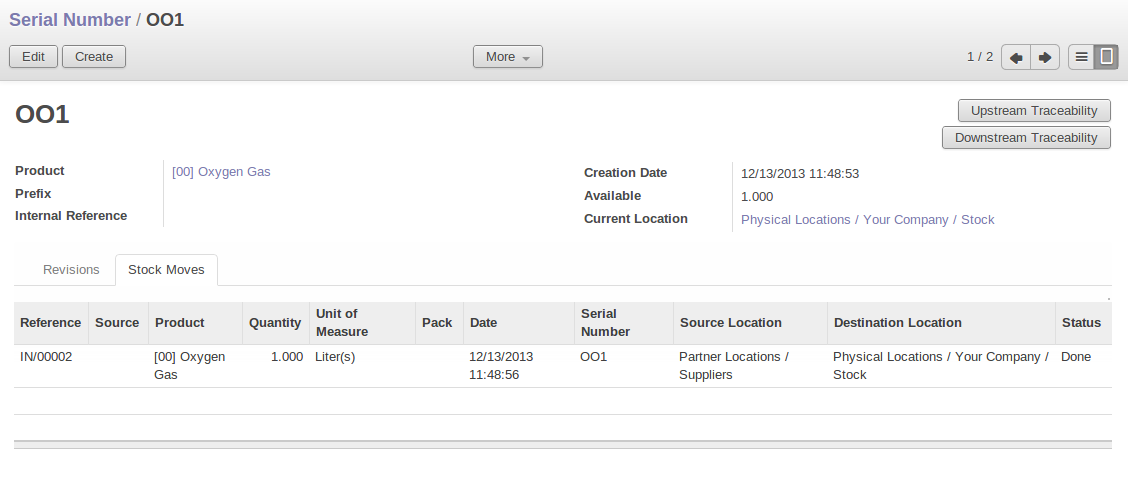 Serial Number / OO1
Edit Create More 1 / 2
OO1
Upstream Traceability
Downstream Traceability
Product [00] Oxygen Gas
Prefix
Internal Reference
Creation Date 12/13/2013 11:48:53
Available 1.000
Current Location Physical Locations / Your Company / Stock
Revisions Stock Moves
Reference Source Product Quantity Unit of Measure Pack Date Serial Number Source Location Destination Location Status
IN/00002 [00] Oxygen Gas 1.000 Liter(s) 12/13/2013 11:48:56 OO1 Partner Locations / Suppliers Physical Locations / Your Company / Stock Done